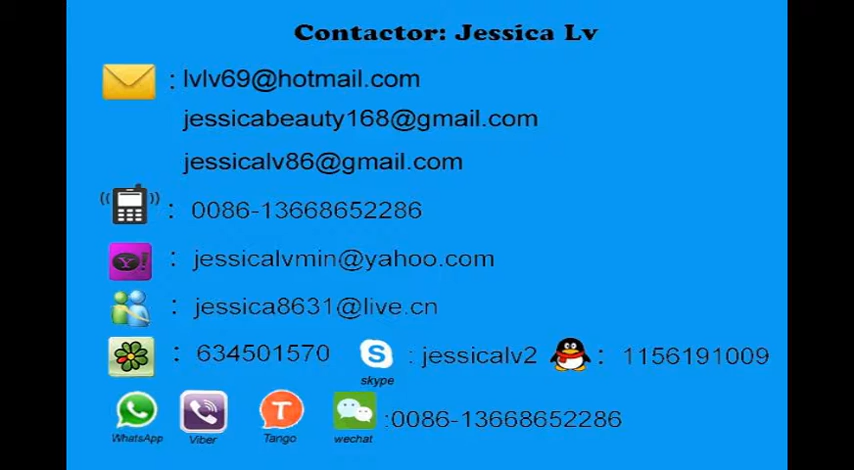 Contactor: Jessica Lv
: lvlv69@hotmail.com
jessicabeauty168@gmail.com
jessicalv86@gmail.com
: 0086-13668652286
Y! : jessicalvmin@yahoo.com
: jessica8631@live.cn
: 634501570 S : jessicalv2 : 1156191009
skype
T :0086-13668652286
WhatsApp Viber Tango wechat